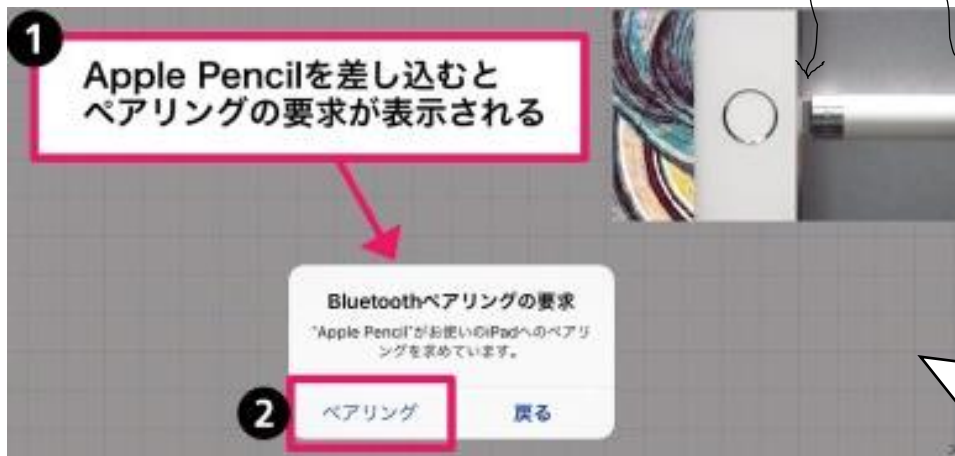 1
Apple Pencilを差し込むと
ペアリングの要求が表示される
Bluetoothペアリングの要求
"Apple Pencil"がお使いのiPadへのペアリ
ングを求めています。
2
ペアリング
戻る